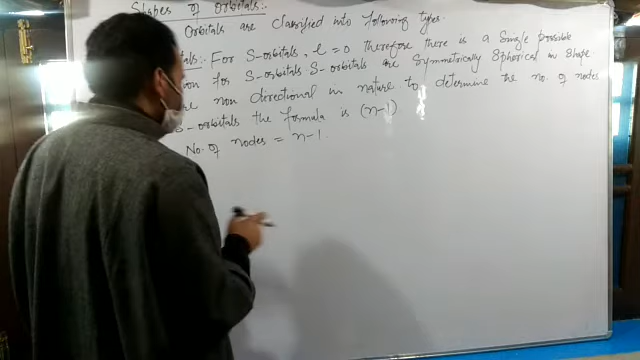 Shapes of Orbitals:-
Orbitals are Classified into following types.
For S-orbitals, l=0 therefore there is a Single possible
for S-orbitals S-orbitals are Symmetrically Spherical in Shape
non directional in nature to determine the no. of nodes
S-orbitals the formula is (n-1)
No. of nodes = n-1.